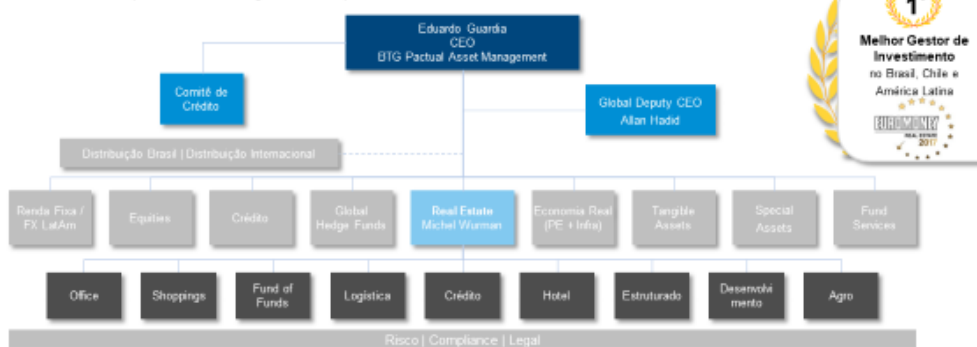 Eduardo Guardia
CEO
BTG Pactual Asset Management
1
Melhor Gestor de
Investimento
no Brasil, Chile e
América Latina
EUROMONEY
REAL ESTATE
2017
Comitê de
Crédito
Global Deputy CEO
Allan Hadid
Distribuição Brasil | Distribuição Internacional
Renda Fixa /
FX LatAm
Equities
Crédito
Global
Hedge Funds
Real Estate
Michel Wurman
Economia Real
(PE + Infra)
Tangible
Assets
Special
Assets
Fund
Services
Office
Shoppings
Fund of
Funds
Logística
Crédito
Hotel
Estruturado
Desenvolvi
mento
Agro
Risco | Compliance | Legal